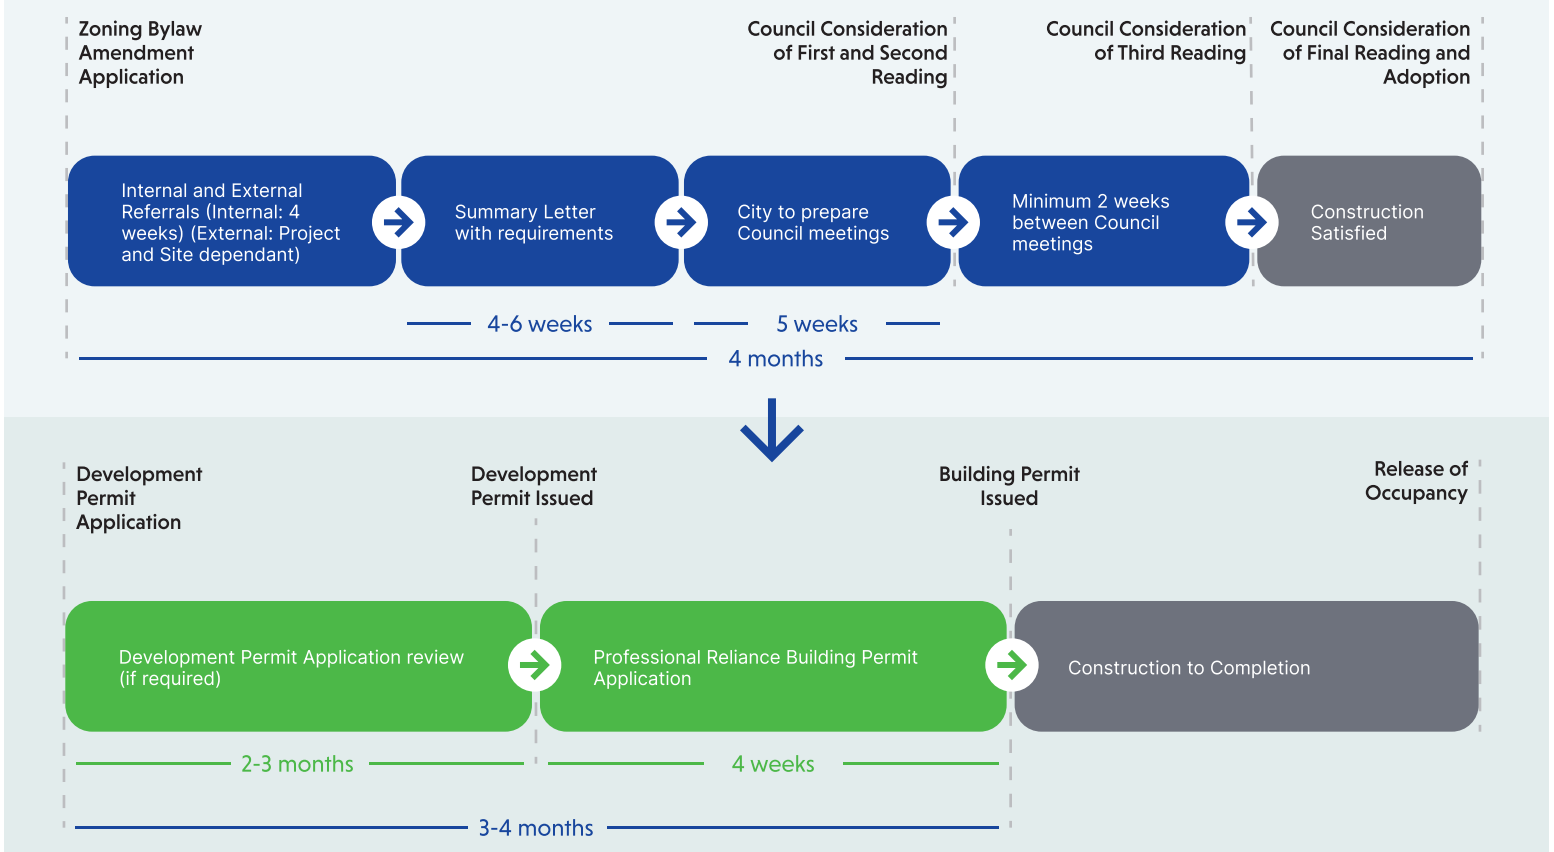 Zoning Bylaw
Amendment
Application
Council Consideration
of First and Second
Reading
Council Consideration
of Third Reading
Council Consideration
of Final Reading and
Adoption
Internal and External
Referrals (Internal: 4
weeks) (External: Project
and Site dependant)
Summary Letter
with requirements
City to prepare
Council meetings
Minimum 2 weeks
between Council
meetings
Construction
Satisfied
4-6 weeks
5 weeks
4 months
Development
Permit
Application
Development
Permit Issued
Building Permit
Issued
Release of
Occupancy
Development Permit Application review
(if required)
Professional Reliance Building Permit
Application
Construction to Completion
2-3 months
4 weeks
3-4 months